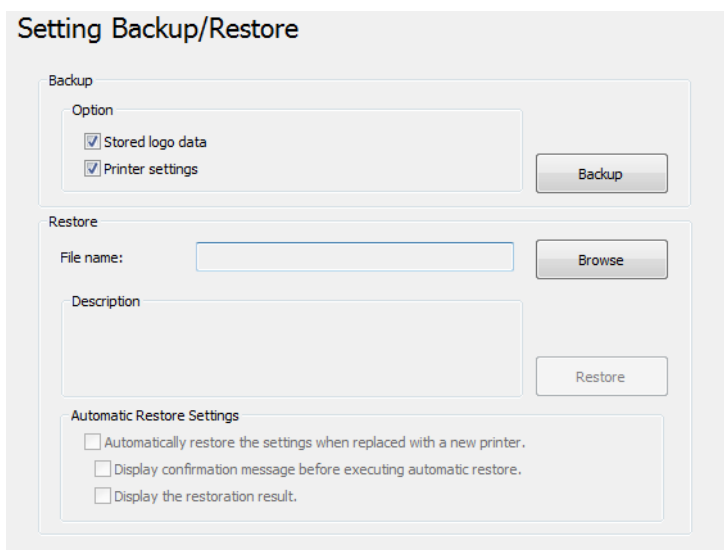 Setting Backup/Restore
Backup
Option
Stored logo data
Printer settings
Backup
Restore
File name:
Browse
Description
Restore
Automatic Restore Settings
Automatically restore the settings when replaced with a new printer.
Display confirmation message before executing automatic restore.
Display the restoration result.